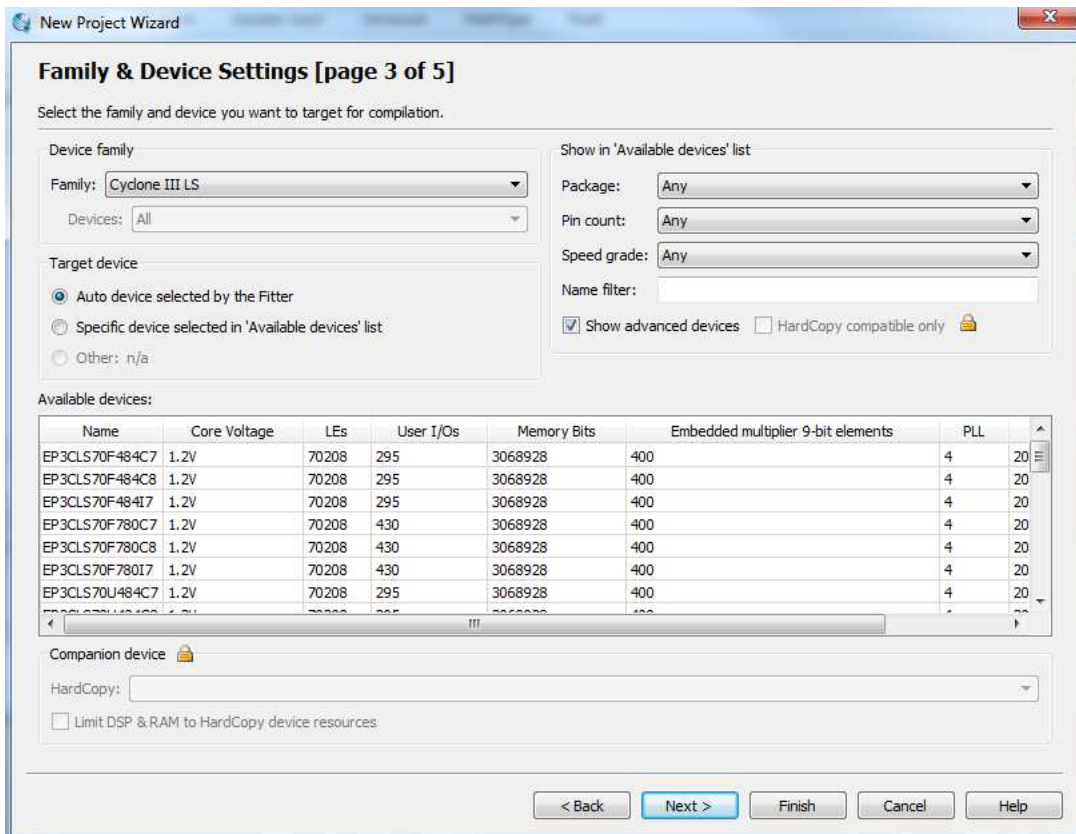 New Project Wizard
Family & Device Settings [page 3 of 5]
Select the family and device you want to target for compilation.
Device family
Family: Cyclone III LS
Devices: All
Target device
Auto device selected by the Fitter
Specific device selected in 'Available devices' list
Other: n/a
Show in 'Available devices' list
Package: Any
Pin count: Any
Speed grade: Any
Name filter:
Show advanced devices HardCopy compatible only
Available devices:
Name Core Voltage LEs User I/Os Memory Bits Embedded multiplier 9-bit elements PLL
EP3CLS70F484C7 1.2V 70208 295 3068928 400 4 20
EP3CLS70F484C8 1.2V 70208 295 3068928 400 4 20
EP3CLS70F484I7 1.2V 70208 295 3068928 400 4 20
EP3CLS70F780C7 1.2V 70208 430 3068928 400 4 20
EP3CLS70F780C8 1.2V 70208 430 3068928 400 4 20
EP3CLS70F780I7 1.2V 70208 430 3068928 400 4 20
EP3CLS70U484C7 1.2V 70208 295 3068928 400 4 20
Companion device
HardCopy:
Limit DSP & RAM to HardCopy device resources
< Back Next > Finish Cancel Help